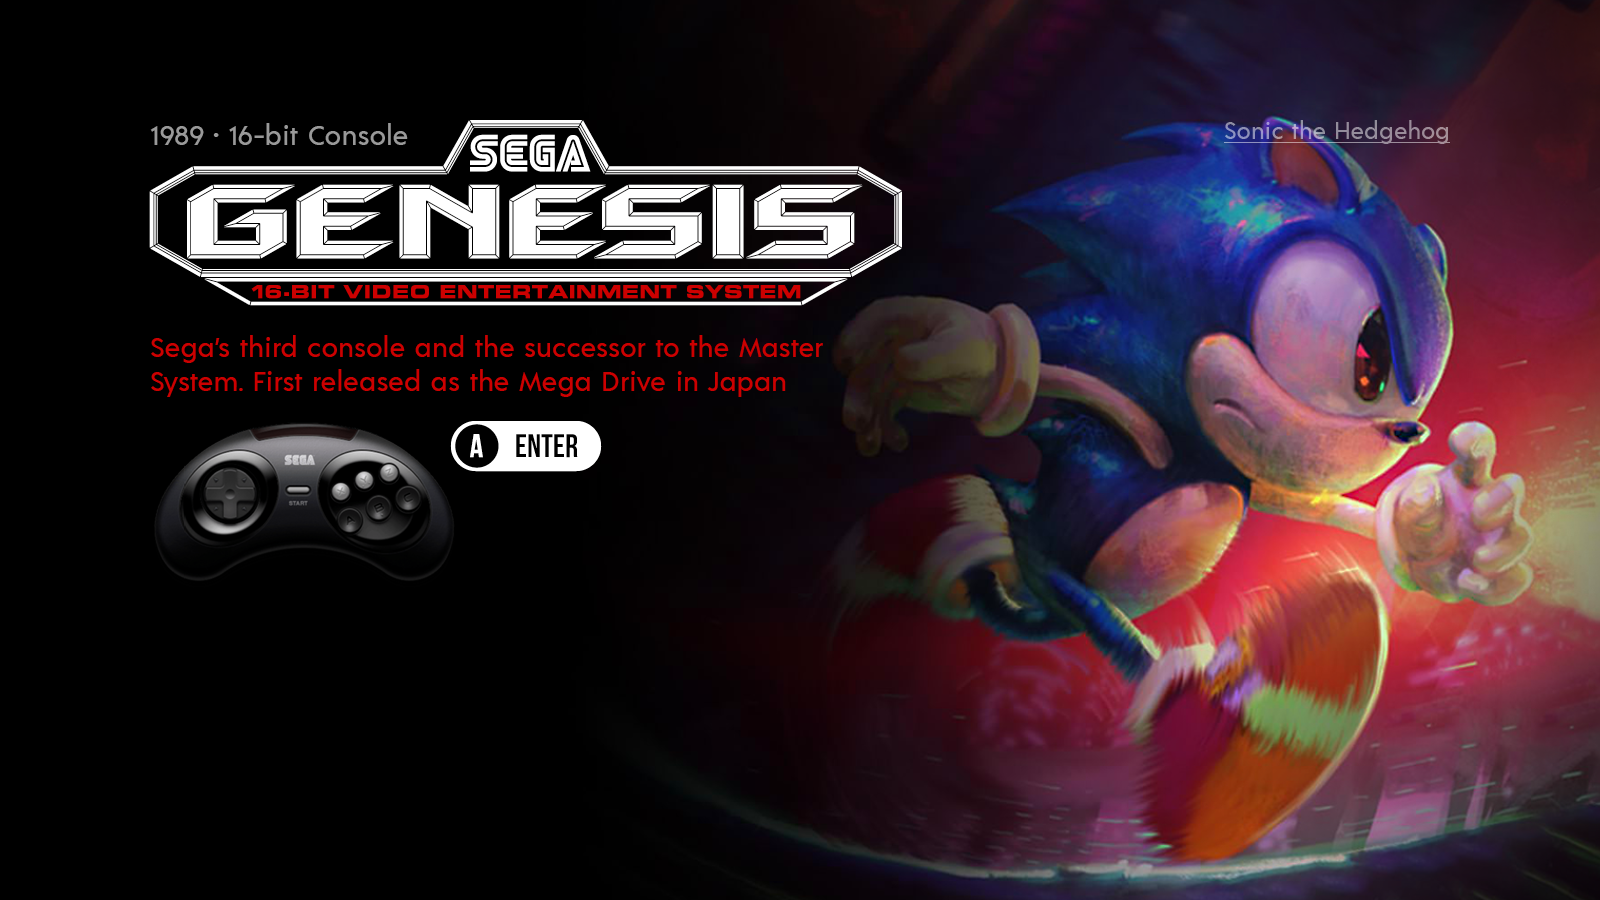 1989 · 16-bit Console
Sonic the Hedgehog
SEGA
GENESIS
16-BIT VIDEO ENTERTAINMENT SYSTEM
Sega's third console and the successor to the Master
System. First released as the Mega Drive in Japan
A ENTER
SEGA
START